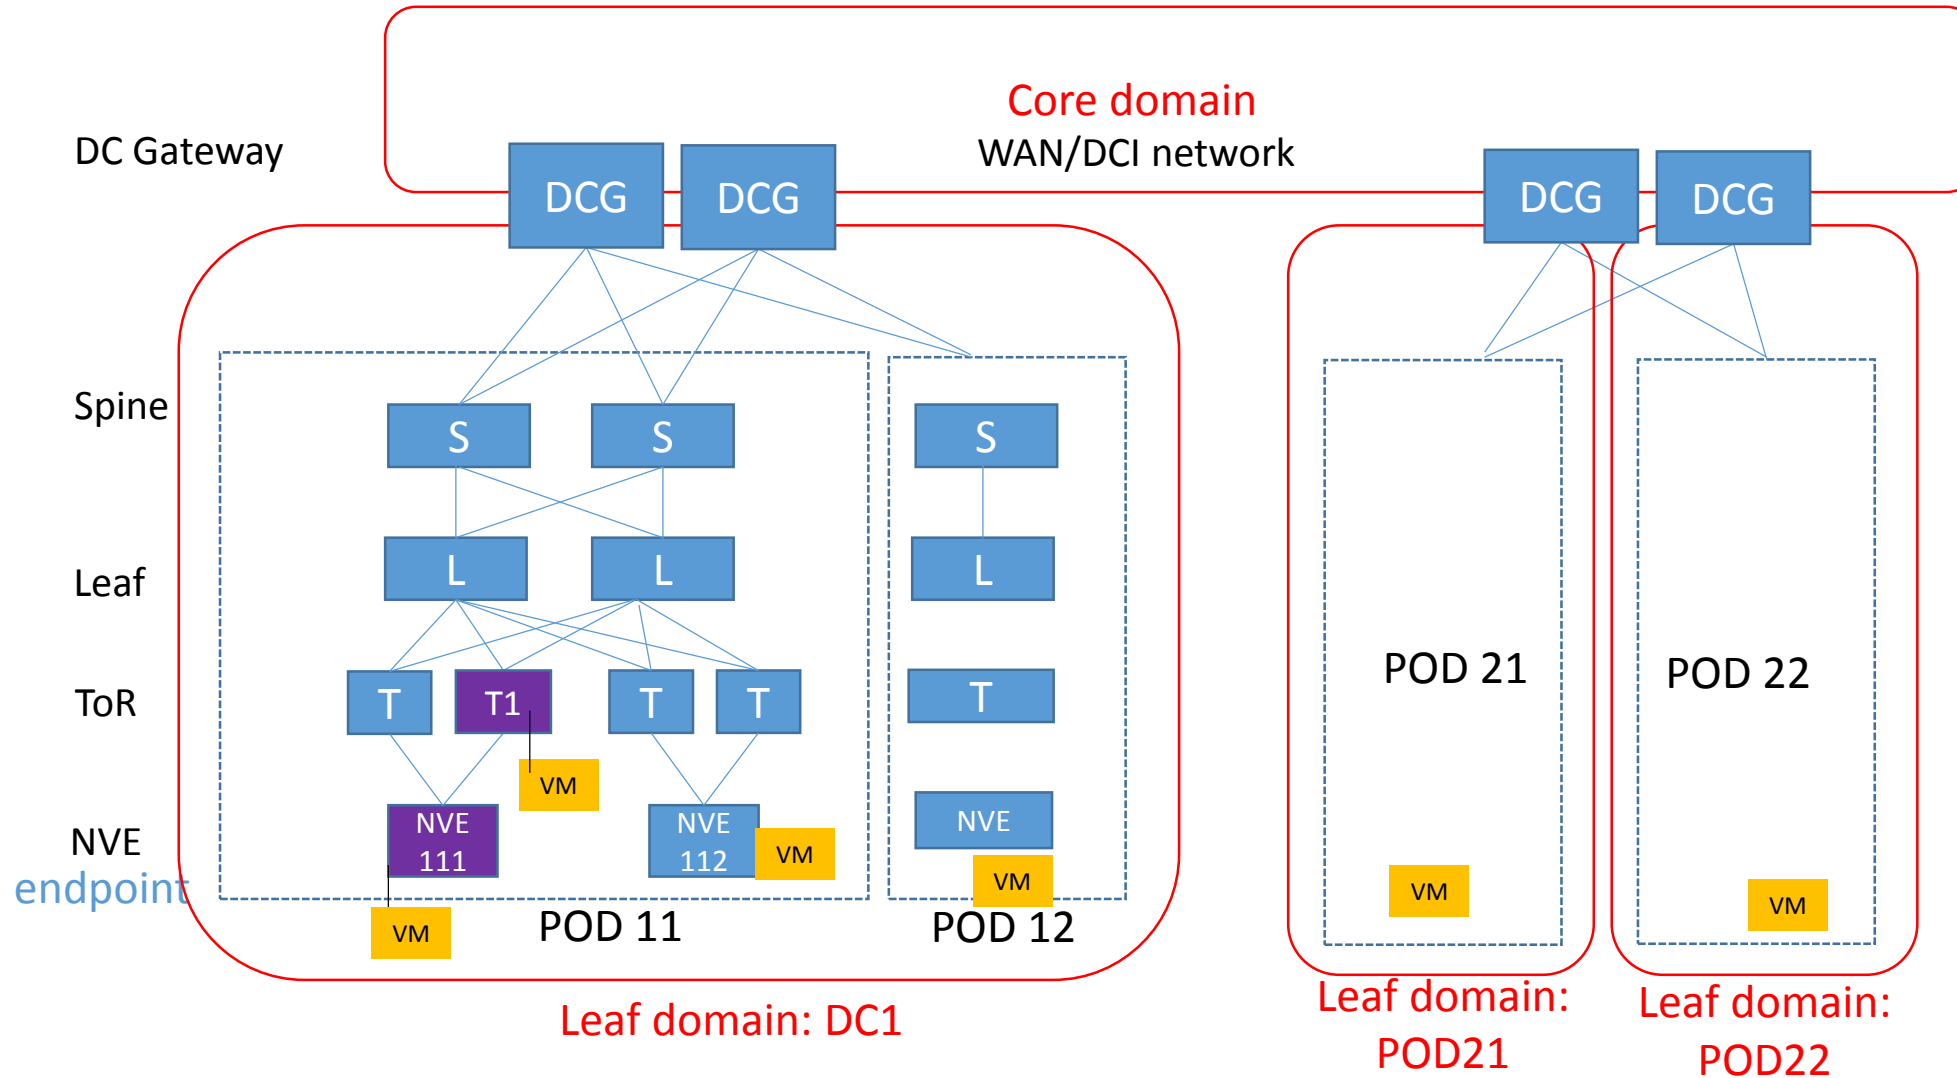 Core domain
DC Gateway
WAN/DCI network
DCG
DCG
DCG
DCG
Spine
S
S
S
Leaf
L
L
L
ToR
T
T1
T
T
T
POD 21
POD 22
VM
NVE
endpoint
NVE
111
NVE
112
VM
NVE
VM
VM
VM
VM
POD 11
POD 12
Leaf domain: DC1
Leaf domain:
POD21
Leaf domain:
POD22